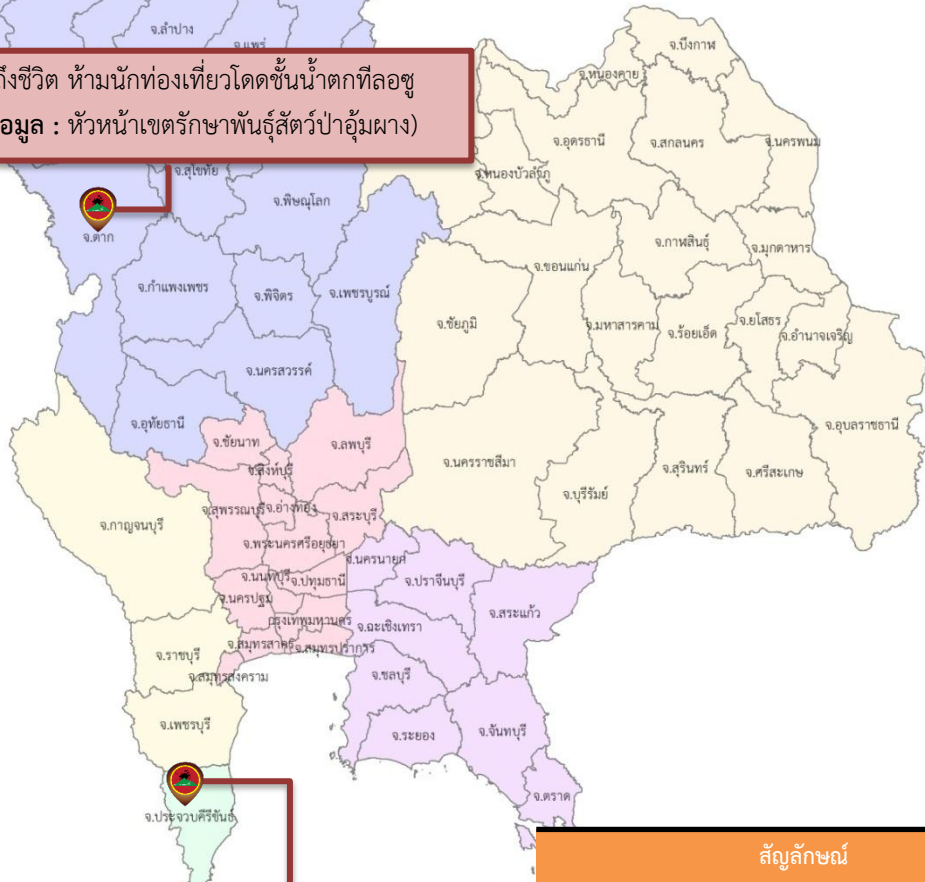 จ.ลำปาง
จ.แพร่
ถึงชีวิต ห้ามนักท่องเที่ยวโดดชั้นน้ำตกทีลอซู
อมูล : หัวหน้าเขตรักษาพันธุ์สัตว์ป่าอุ้มผาง)
จ.บึงกาฬ
จ.หนองคาย
จ.อุดรธานี
จ.สกลนคร
จ.นครพนม
จ.หนองบัวลำภู
จ.สุโขทัย
จ.พิษณุโลก
จ.ตาก
จ.กาฬสินธุ์
จ.มุกดาหาร
จ.ขอนแก่น
จ.กำแพงเพชร
จ.พิจิตร
จ.เพชรบูรณ์
จ.ชัยภูมิ
จ.มหาสารคาม
จ.ร้อยเอ็ด
จ.ยโสธร
จ.อำนาจเจริญ
จ.นครสวรรค์
จ.อุทัยธานี
จ.ชัยนาท
จ.ลพบุรี
จ.อุบลราชธานี
จ.สิงห์บุรี
จ.นครราชสีมา
จ.บุรีรัมย์
จ.สุรินทร์
จ.ศรีสะเกษ
จ.กาญจนบุรี
จ.สุพรรณบุรี
จ.อ่างทอง
จ.สระบุรี
จ.พระนครศรีอยุธยา
จ.นครนายก
จ.นนทบุรี
จ.ปทุมธานี
จ.ปราจีนบุรี
จ.นครปฐม
จ.สระแก้ว
กรุงเทพมหานคร
จ.ฉะเชิงเทรา
จ.ราชบุรี
จ.สมุทรสาคร
จ.สมุทรปราการ
จ.สมุทรสงคราม
จ.ชลบุรี
จ.เพชรบุรี
จ.ระยอง
จ.จันทบุรี
จ.ตราด
จ.ประจวบคีรีขันธ์
สัญลักษณ์